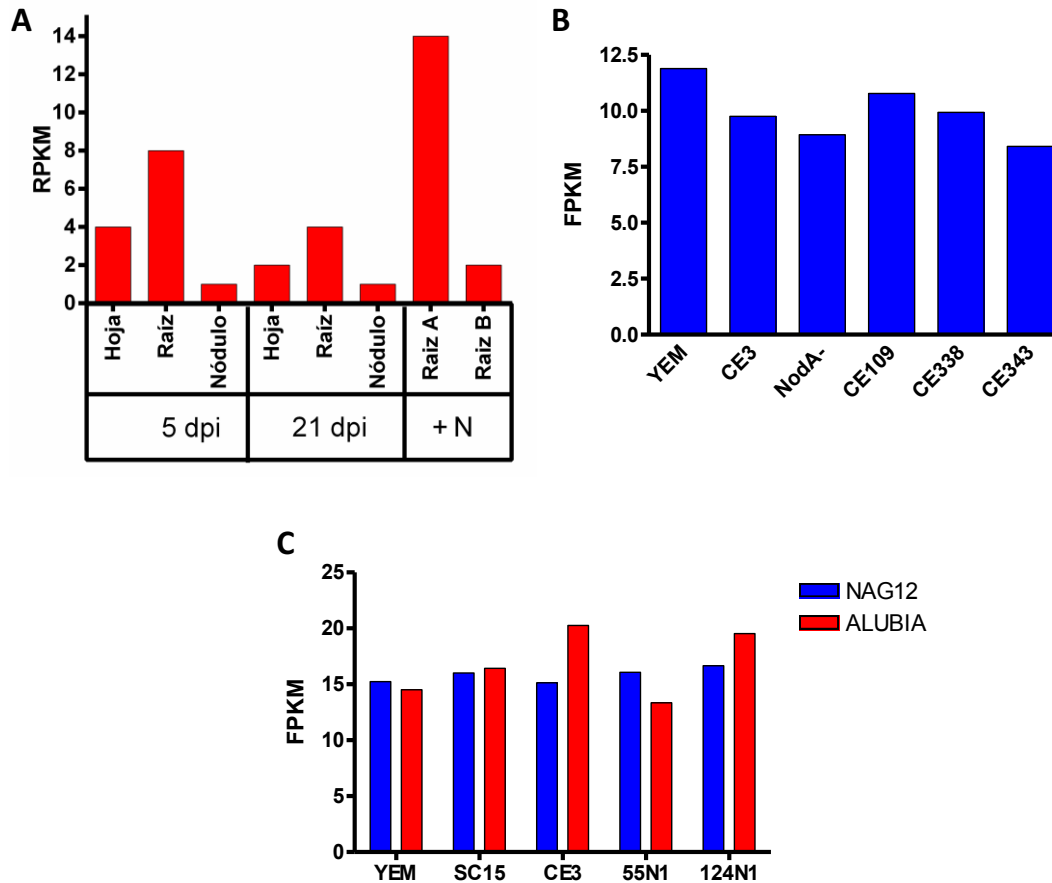 A
RPKM
14
12
10
8
6
4
2
0
Hoja
Raíz
Nódulo
Hoja
Raíz
Nódulo
Raiz A
Raiz B
5 dpi
21 dpi
+ N
B
FPKM
12.5
10.0
7.5
5.0
2.5
0.0
YEM
CE3
NodA-
CE109
CE338
CE343
C
FPKM
25
20
15
10
5
0
YEM
SC15
CE3
55N1
124N1
NAG12
ALUBIA